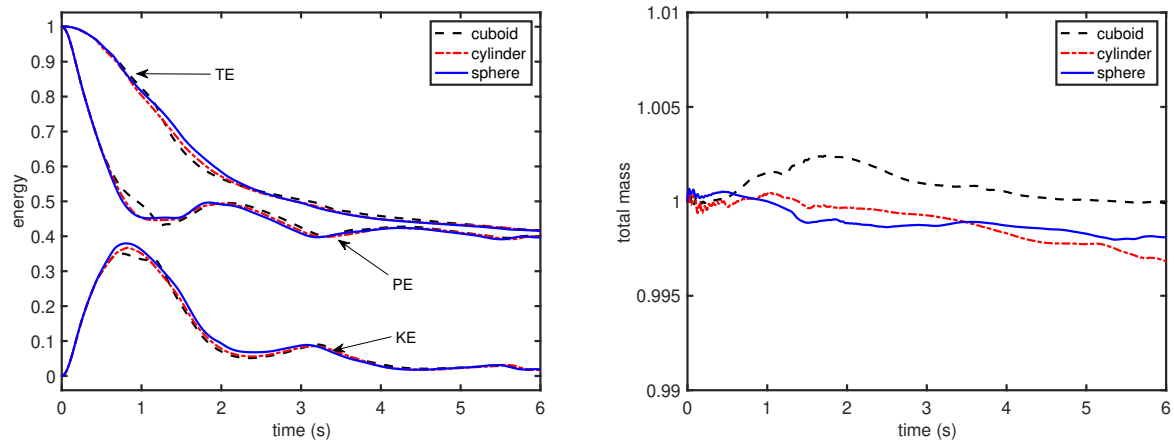 1
0.9
0.8
0.7
0.6
0.5
0.4
0.3
0.2
0.1
0
energy
0 1 2 3 4 5 6
time (s)
cuboid
cylinder
sphere
TE
PE
KE
1.01
1.005
1
0.995
0.99
total mass
0 1 2 3 4 5 6
time (s)
cuboid
cylinder
sphere